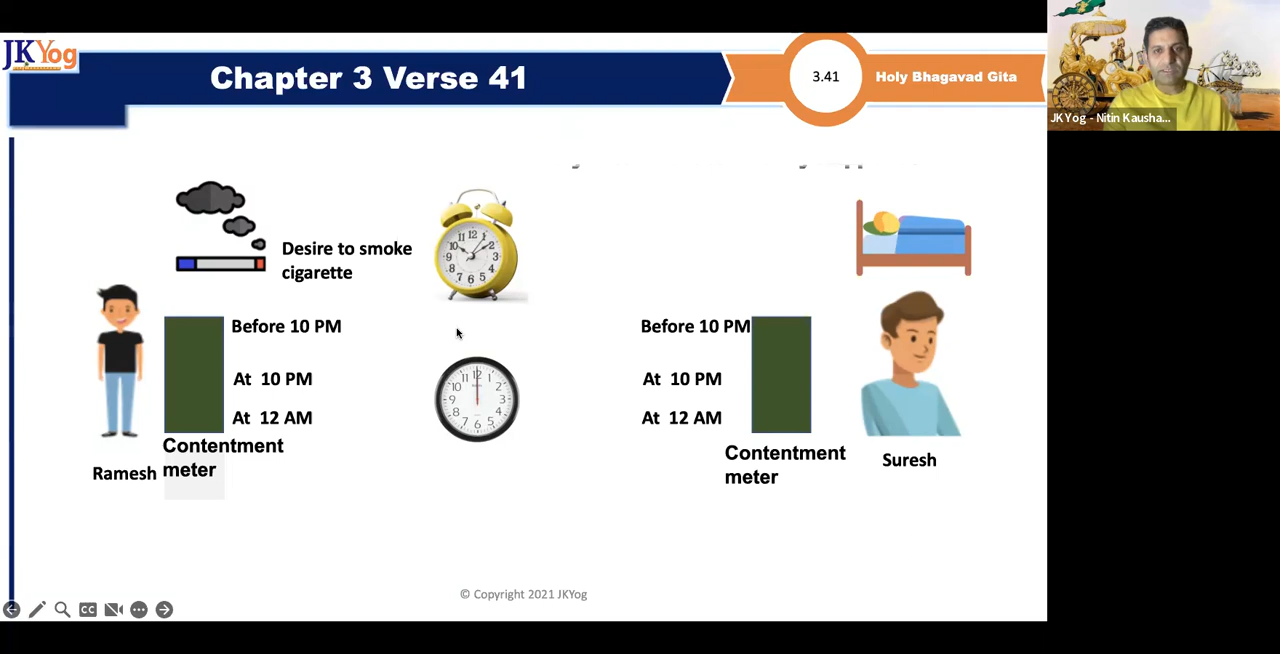 JKYog
Chapter 3 Verse 41
3.41
Holy Bhagavad Gita
JKYog - Nitin Kausha...
Desire to smoke
cigarette
Before 10 PM
At 10 PM
At 12 AM
Contentment
meter
Ramesh
Before 10 PM
At 10 PM
At 12 AM
Contentment
meter
Suresh
© Copyright 2021 JKYog
CC